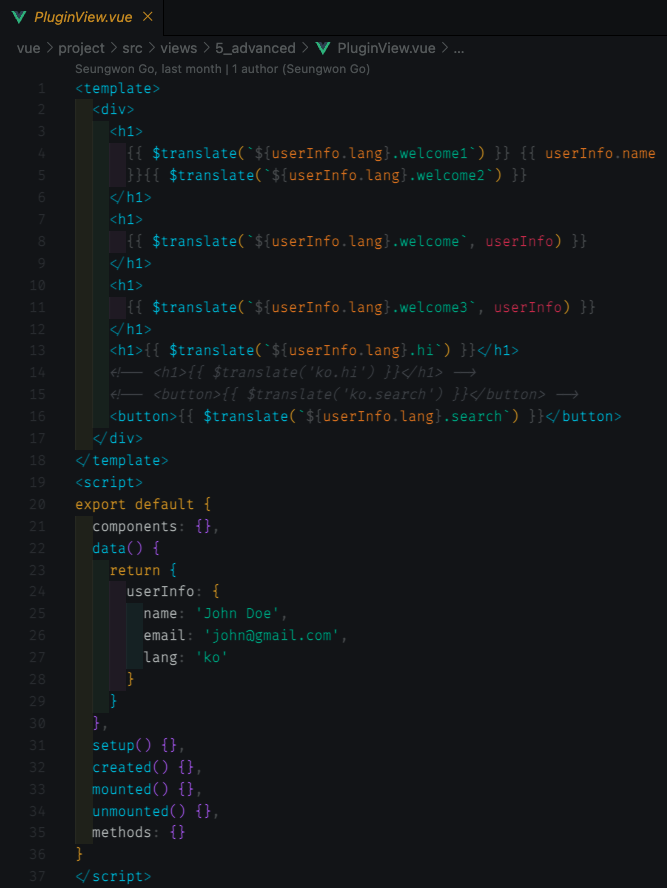 PluginView.vue ×
vue > project > src > views > 5_advanced > PluginView.vue > ...
Seungwon Go, last month | 1 author (Seungwon Go)
1 <template>
2 <div>
3 <h1>
4 {{ $translate(`${userInfo.lang}.welcome1`) }} {{ userInfo.name
5 }}{{ $translate(`${userInfo.lang}.welcome2`) }}
6 </h1>
7 <h1>
8 {{ $translate(`${userInfo.lang}.welcome`, userInfo) }}
9 </h1>
10 <h1>
11 {{ $translate(`${userInfo.lang}.welcome3`, userInfo) }}
12 </h1>
13 <h1>{{ $translate(`${userInfo.lang}.hi`) }}</h1>
14 <!-- <h1>{{ $translate('ko.hi') }}</h1> -->
15 <!-- <button>{{ $translate('ko.search') }}</button> -->
16 <button>{{ $translate(`${userInfo.lang}.search`) }}</button>
17 </div>
18 </template>
19 <script>
20 export default {
21 components: {},
22 data() {
23 return {
24 userInfo: {
25 name: 'John Doe',
26 email: 'john@gmail.com',
27 lang: 'ko'
28 }
29 }
30 },
31 setup() {},
32 created() {},
33 mounted() {},
34 unmounted() {},
35 methods: {}
36 }
37 </script>